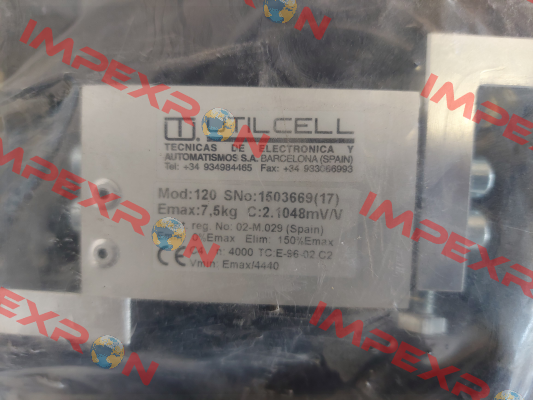 UTILCELL
TECNICAS DE ELECTRONICA Y
AUTOMATISMOS S.A. BARCELONA (SPAIN)
Tel: +34 934984465 Fax: +34 933066993
Mod:120 SNo:1503669(17)
Emax:7,5kg C:2.1048mV/V
reg. No: 02-M.029 (Spain)
0%Emax Elim: 150%Emax
4000 TC.E-96-02.C2
Vmin: Emax/4440
CE
IMPEXRON
IMPEXRON
IMPEXRON
IMPEXRON
IMPEXRON